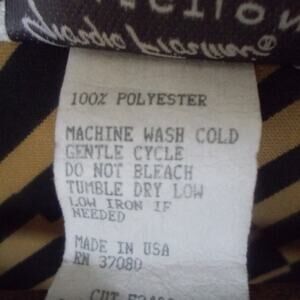 100% POLYESTER
MACHINE WASH COLD
GENTLE CYCLE
DO NOT BLEACH
TUMBLE DRY LOW
LOW IRON IF
NEEDED
MADE IN USA
RN 37080
CUT